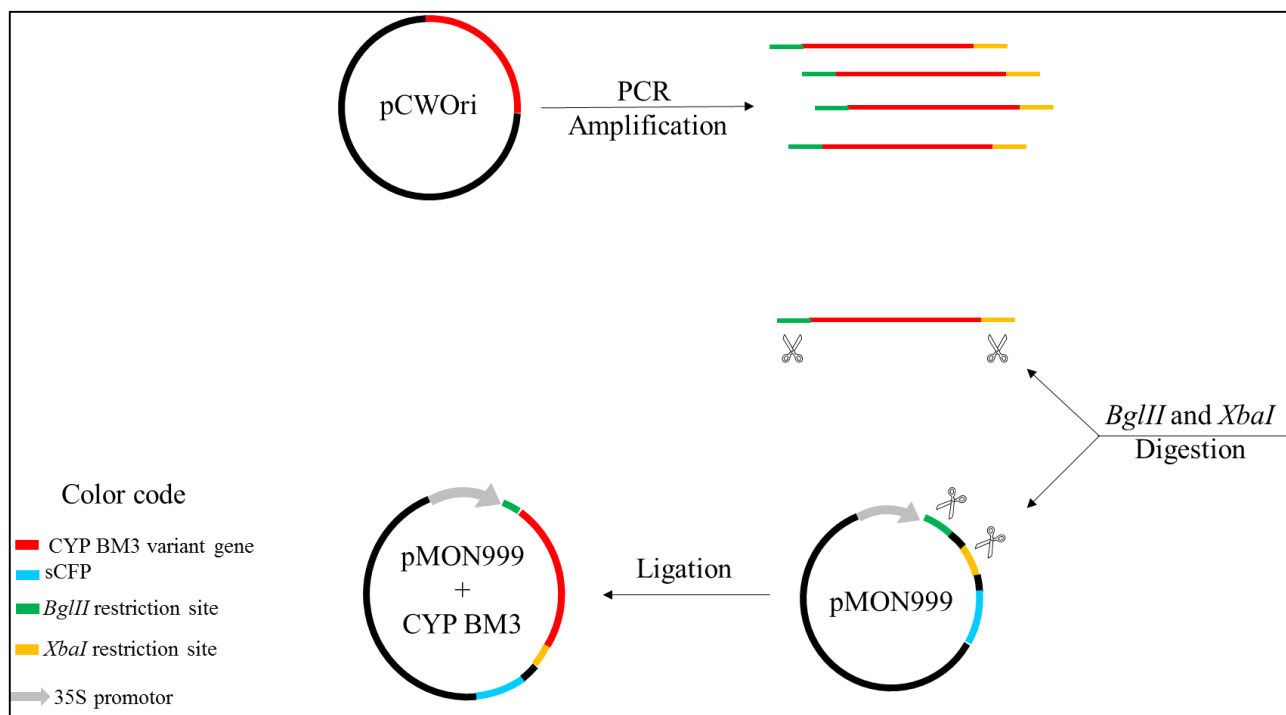 pCWOri
PCR
Amplification
BglII and XbaI
Digestion
pMON999
Ligation
pMON999
+
CYP BM3
Color code
CYP BM3 variant gene
sCFP
BglII restriction site
XbaI restriction site
35S promotor